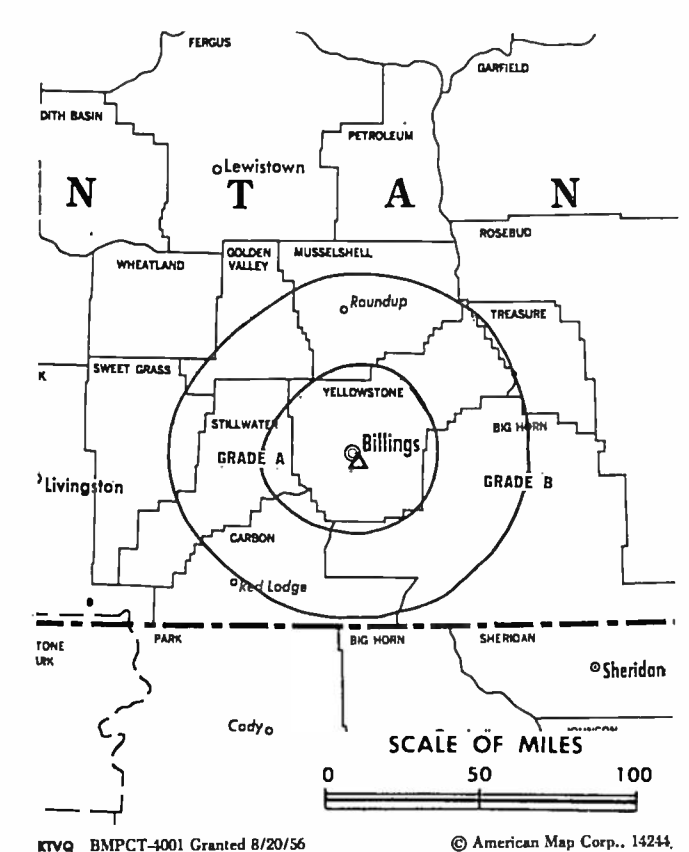 FERGUS
GARFIELD
DITH BASIN
PETROLEUM
Lewistown
N T A N
ROSEBUD
GOLDEN
VALLEY
MUSSELSHELL
WHEATLAND
Roundup
TREASURE
K
SWEET GRASS
YELLOWSTONE
STILLWATER
BIG HORN
Billings
GRADE A
GRADE B
Livingston
CARBON
Red Lodge
TONE
PARK
BIG HORN
SHERIDAN
Sheridan
Cody
SCALE OF MILES
0 50 100
KTVQ BMPCT-4001 Granted 8/20/56
© American Map Corp., 14244